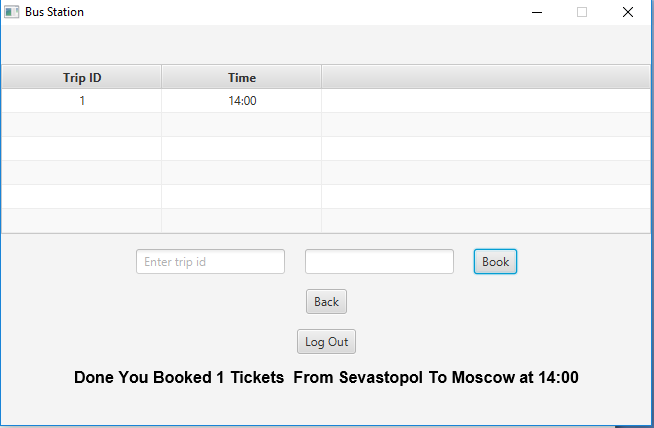 Bus Station
Trip ID Time
1 14:00
Enter trip id Book
Back
Log Out
Done You Booked 1 Tickets  From Sevastopol To Moscow at 14:00